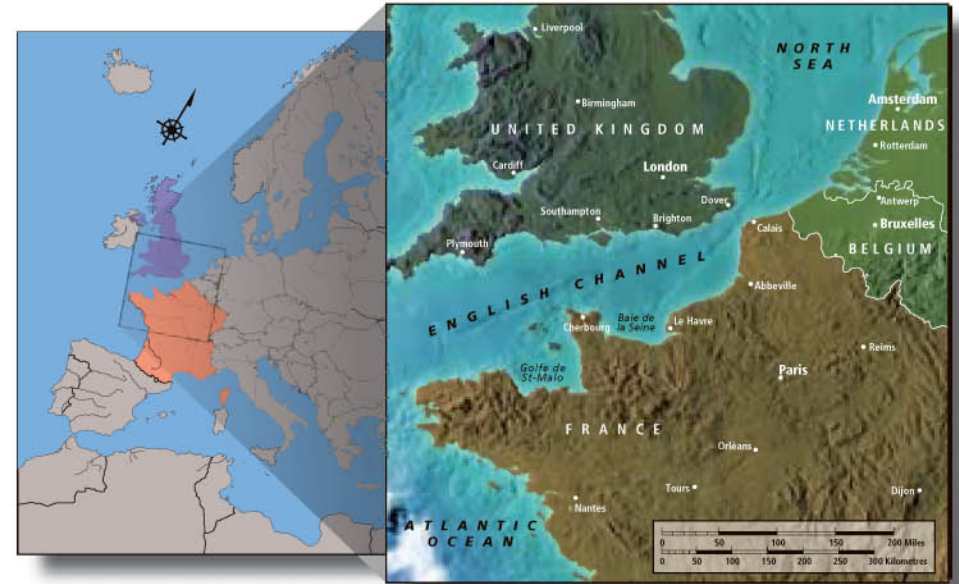 Liverpool
NORTH
SEA
Birmingham
Amsterdam
UNITED KINGDOM
NETHERLANDS
Rotterdam
Cardiff
London
Antwerp
Dover
Southampton
Brighton
Calais
Bruxelles
Plymouth
BELGIUM
ENGLISH CHANNEL
Abbeville
Cherbourg
Baie de
la Seine
Le Havre
Reims
Golfe de
St-Malo
Paris
FRANCE
Orléans
Tours
Dijon
Nantes
ATLANTIC
OCEAN
0 50 100 150 200 Miles
0 50 100 150 200 250 300 Kilometres